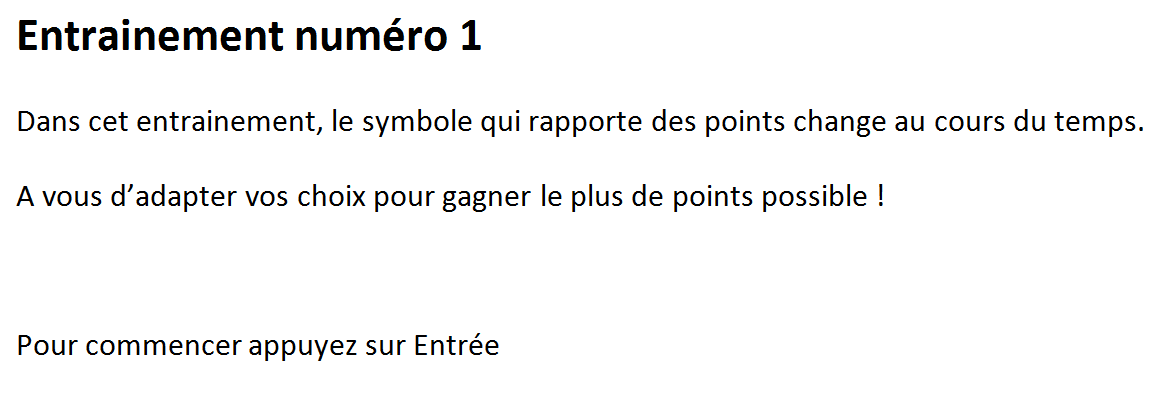 Entrainement numéro 1
Dans cet entrainement, le symbole qui rapporte des points change au cours du temps.
A vous d’adapter vos choix pour gagner le plus de points possible !
Pour commencer appuyez sur Entrée